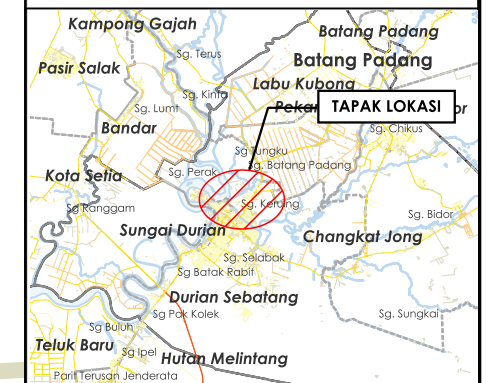 Kampong Gajah
Batang Padang
Sg. Terus
Batang Padang
Pasir Salak
Labu Kubong
Sg. Kinta
TAPAK LOKASI
Sg. Lumt
Bandar
Sg. Chikus
Sg. Batang Padang
Sg. Perak
Kota Setia
Sg. Keruing
Sg Ranggam
Sg. Bidor
Sungai Durian
Changkat Jong
Sg. Selabak
Sg Batak Rabit
Durian Sebatang
Sg Pak Kolek
Sg. Sungkai
Sg Buluh
Teluk Baru
Sg Ipel
Hutan Melintang
Parit Terusan Jenderata